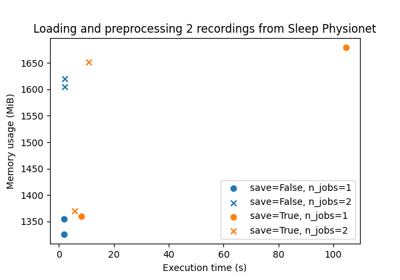 Loading and preprocessing 2 recordings from Sleep Physionet
Memory usage (MiB)
1650
1600
1550
1500
1450
1400
1350
save=False, n_jobs=1
save=False, n_jobs=2
save=True, n_jobs=1
save=True, n_jobs=2
0 20 40 60 80 100
Execution time (s)